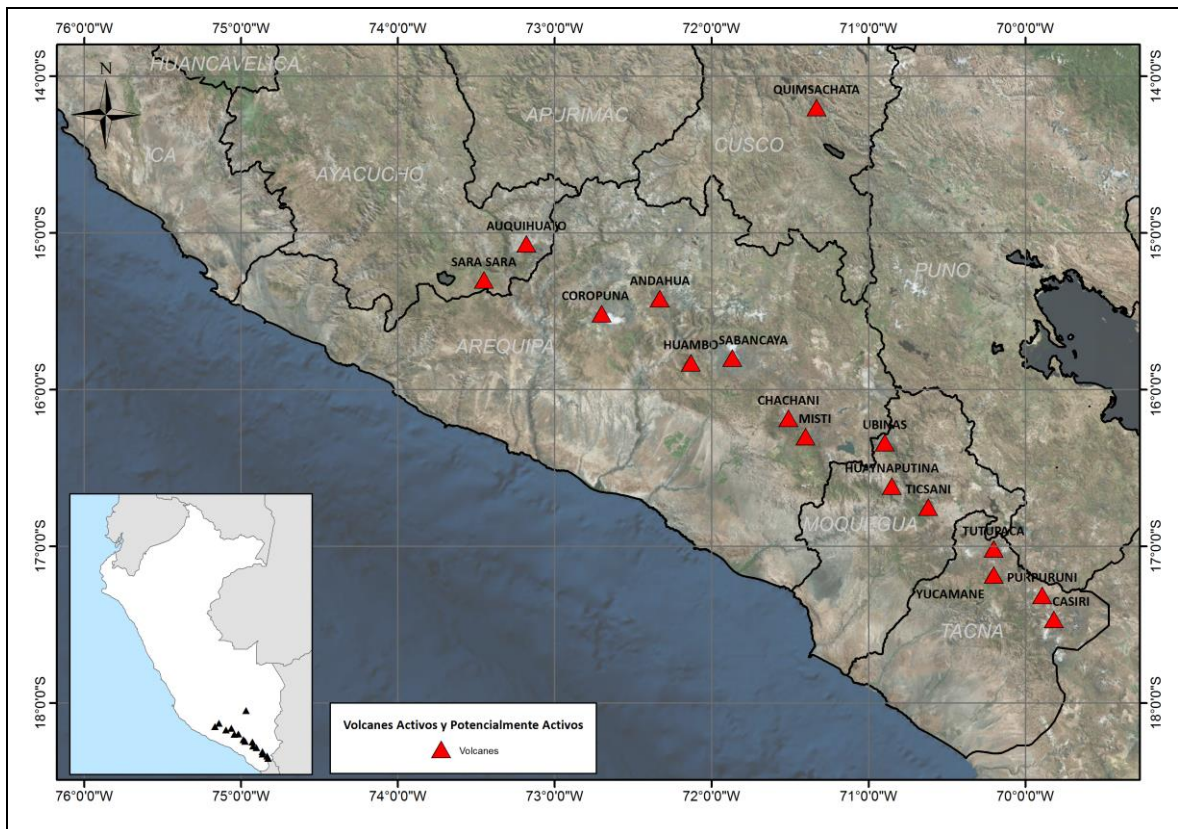 76°0'0"W 75°0'0"W 74°0'0"W 73°0'0"W 72°0'0"W 71°0'0"W 70°0'0"W
14°0'0"S 14°0'0"S
HUANCAVELICA
N
QUIMSACHATA
APURIMAC
CUSCO
ICA
AYACUCHO
15°0'0"S 15°0'0"S
AUQUIHUATO
SARA SARA
PUNO
ANDAHUA
COROPUNA
AREQUIPA
HUAMBO
SABANCAYA
16°0'0"S 16°0'0"S
CHACHANI
MISTI
UBINAS
HUAYNAPUTINA
TICSANI
MOQUEGUA
TUTUPACA
17°0'0"S 17°0'0"S
PURPURUNI
YUCAMANE
CASIRI
TACNA
18°0'0"S 18°0'0"S
Volcanes Activos y Potencialmente Activos
Volcanes
76°0'0"W 75°0'0"W 74°0'0"W 73°0'0"W 72°0'0"W 71°0'0"W 70°0'0"W